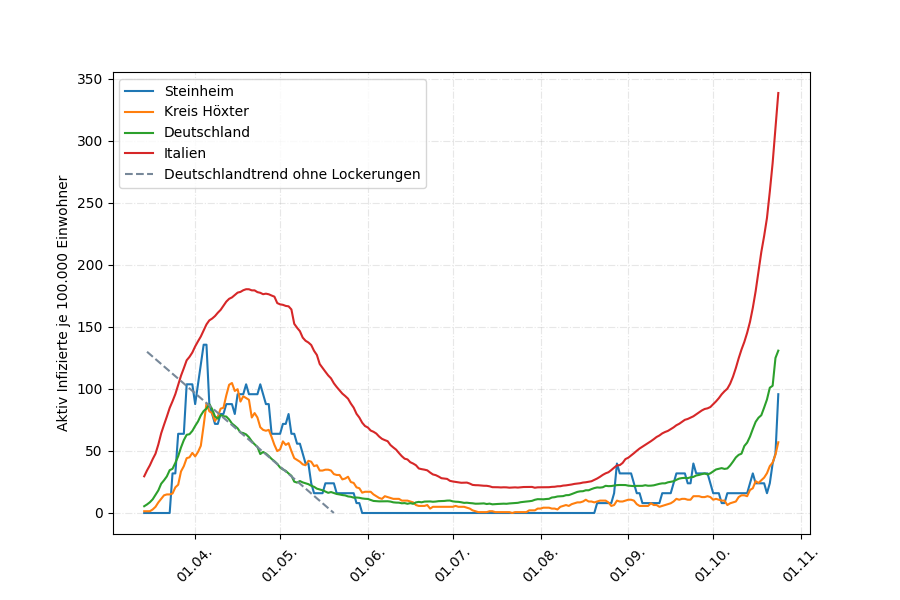 350
300
250
200
150
100
50
0
Aktiv Infizierte je 100.000 Einwohner
Steinheim
Kreis Höxter
Deutschland
Italien
Deutschlandtrend ohne Lockerungen
01.04.
01.05.
01.06.
01.07.
01.08.
01.09.
01.10.
01.11.